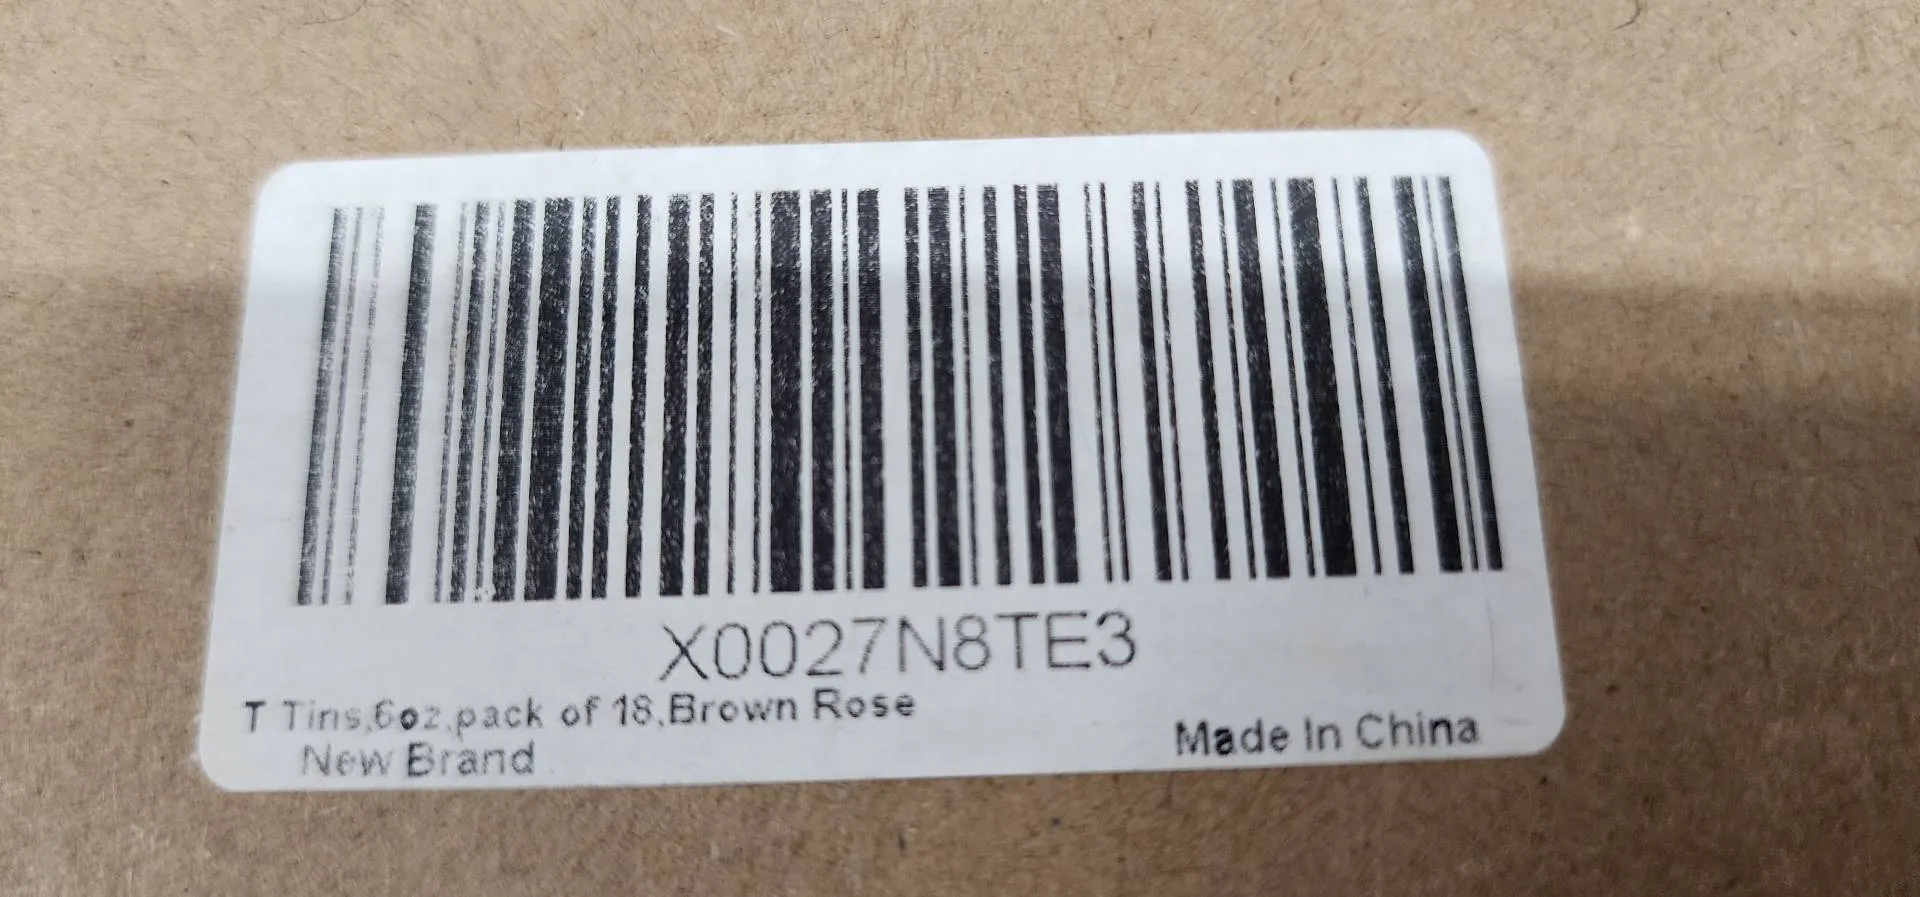 X0027N8TE3
T Tins,6oz,pack of 18,Brown Rose
New Brand
Made In China